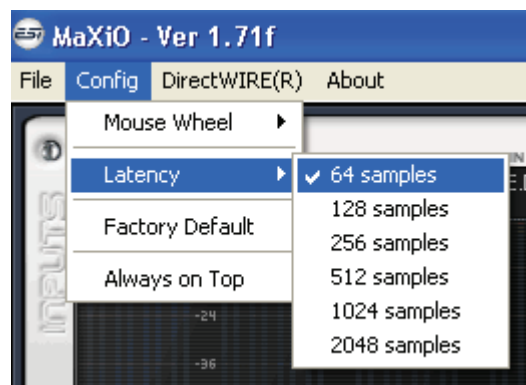 ESI MaXiO - Ver 1.71f
File Config DirectWIRE(R) About
Mouse Wheel
Latency
Factory Default
Always on Top
64 samples
128 samples
256 samples
512 samples
1024 samples
2048 samples
INPUTS
-24
-36